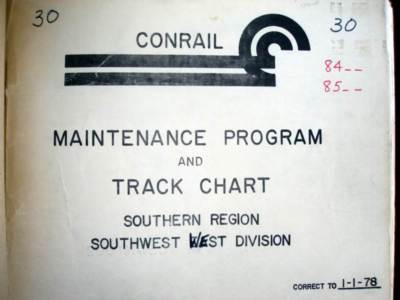 30
30
CONRAIL
84--
85--
MAINTENANCE PROGRAM
AND
TRACK CHART
SOUTHERN REGION
SOUTHWEST WEST DIVISION
CORRECT TO 1-1-78